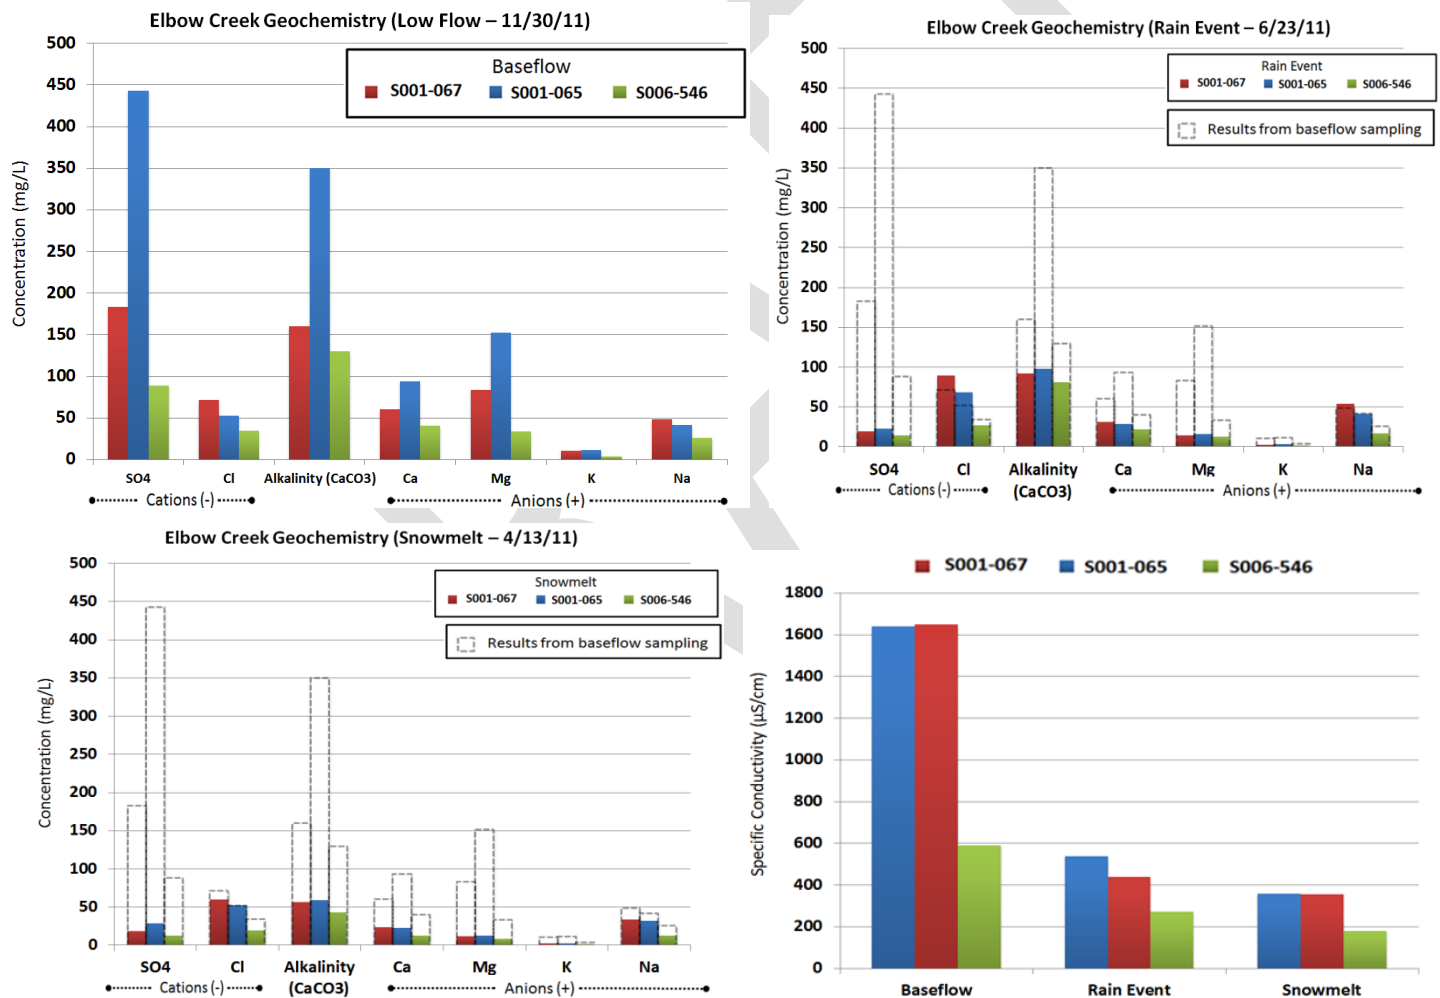 Elbow Creek Geochemistry (Low Flow – 11/30/11)
Concentration (mg/L)
500
450
400
350
300
250
200
150
100
50
0
Baseflow
S001-067 S001-065 S006-546
SO4 Cl Alkalinity (CaCO3) Ca Mg K Na
Cations (-) Anions (+)
Elbow Creek Geochemistry (Rain Event – 6/23/11)
Concentration (mg/L)
500
450
400
350
300
250
200
150
100
50
0
Rain Event
S001-067 S001-065 S006-546
Results from baseflow sampling
SO4 Cl Alkalinity (CaCO3) Ca Mg K Na
Cations (-) Anions (+)
Elbow Creek Geochemistry (Snowmelt – 4/13/11)
Concentration (mg/L)
500
450
400
350
300
250
200
150
100
50
0
Snowmelt
S001-067 S001-065 S006-546
Results from baseflow sampling
SO4 Cl Alkalinity (CaCO3) Ca Mg K Na
Cations (-) Anions (+)
S001-067 S001-065 S006-546
Specific Conductivity (µS/cm)
1800
1600
1400
1200
1000
800
600
400
200
0
Baseflow Rain Event Snowmelt